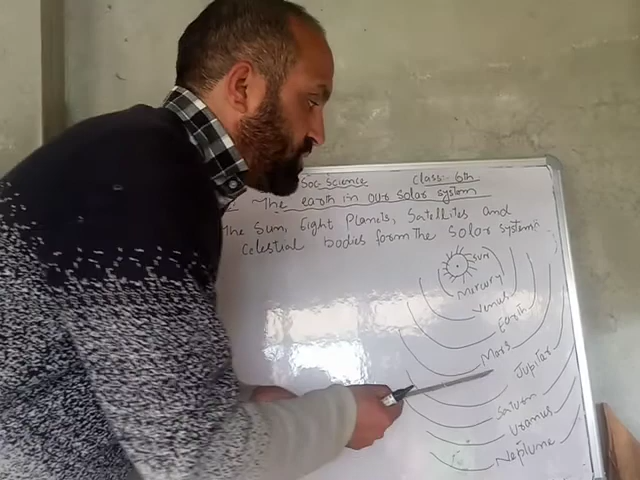 Soc Science Class:- 6th
The earth in our solar system
The Sun, Eight Planets, Satellites and
Celestial bodies form the Solar system
SUN
Mercury
Venus
Earth
Mars
Jupitar
Saturn
Uranus
Neptune